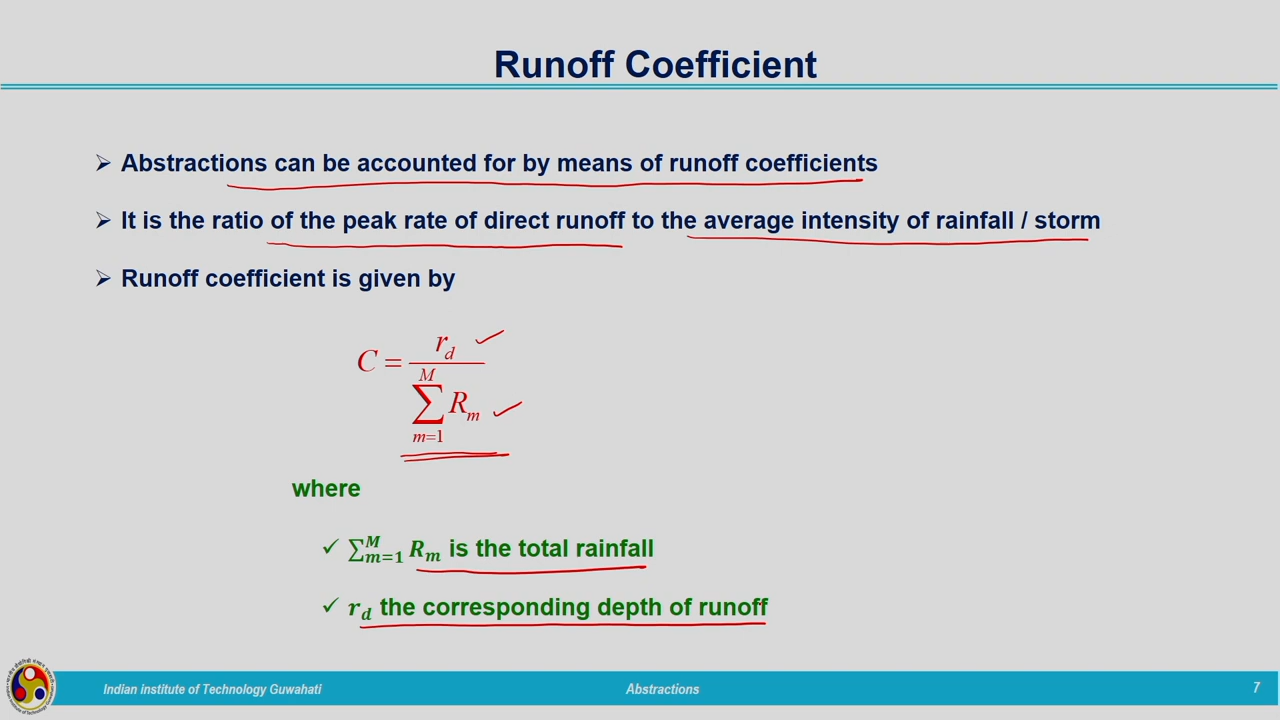 Runoff Coefficient
➢ Abstractions can be accounted for by means of runoff coefficients
➢ It is the ratio of the peak rate of direct runoff to the average intensity of rainfall / storm
➢ Runoff coefficient is given by
C = r_d / ∑_{m=1}^{M} R_m
where
✓ ∑_{m=1}^{M} R_m is the total rainfall
✓ r_d the corresponding depth of runoff
Indian institute of Technology Guwahati Abstractions 7